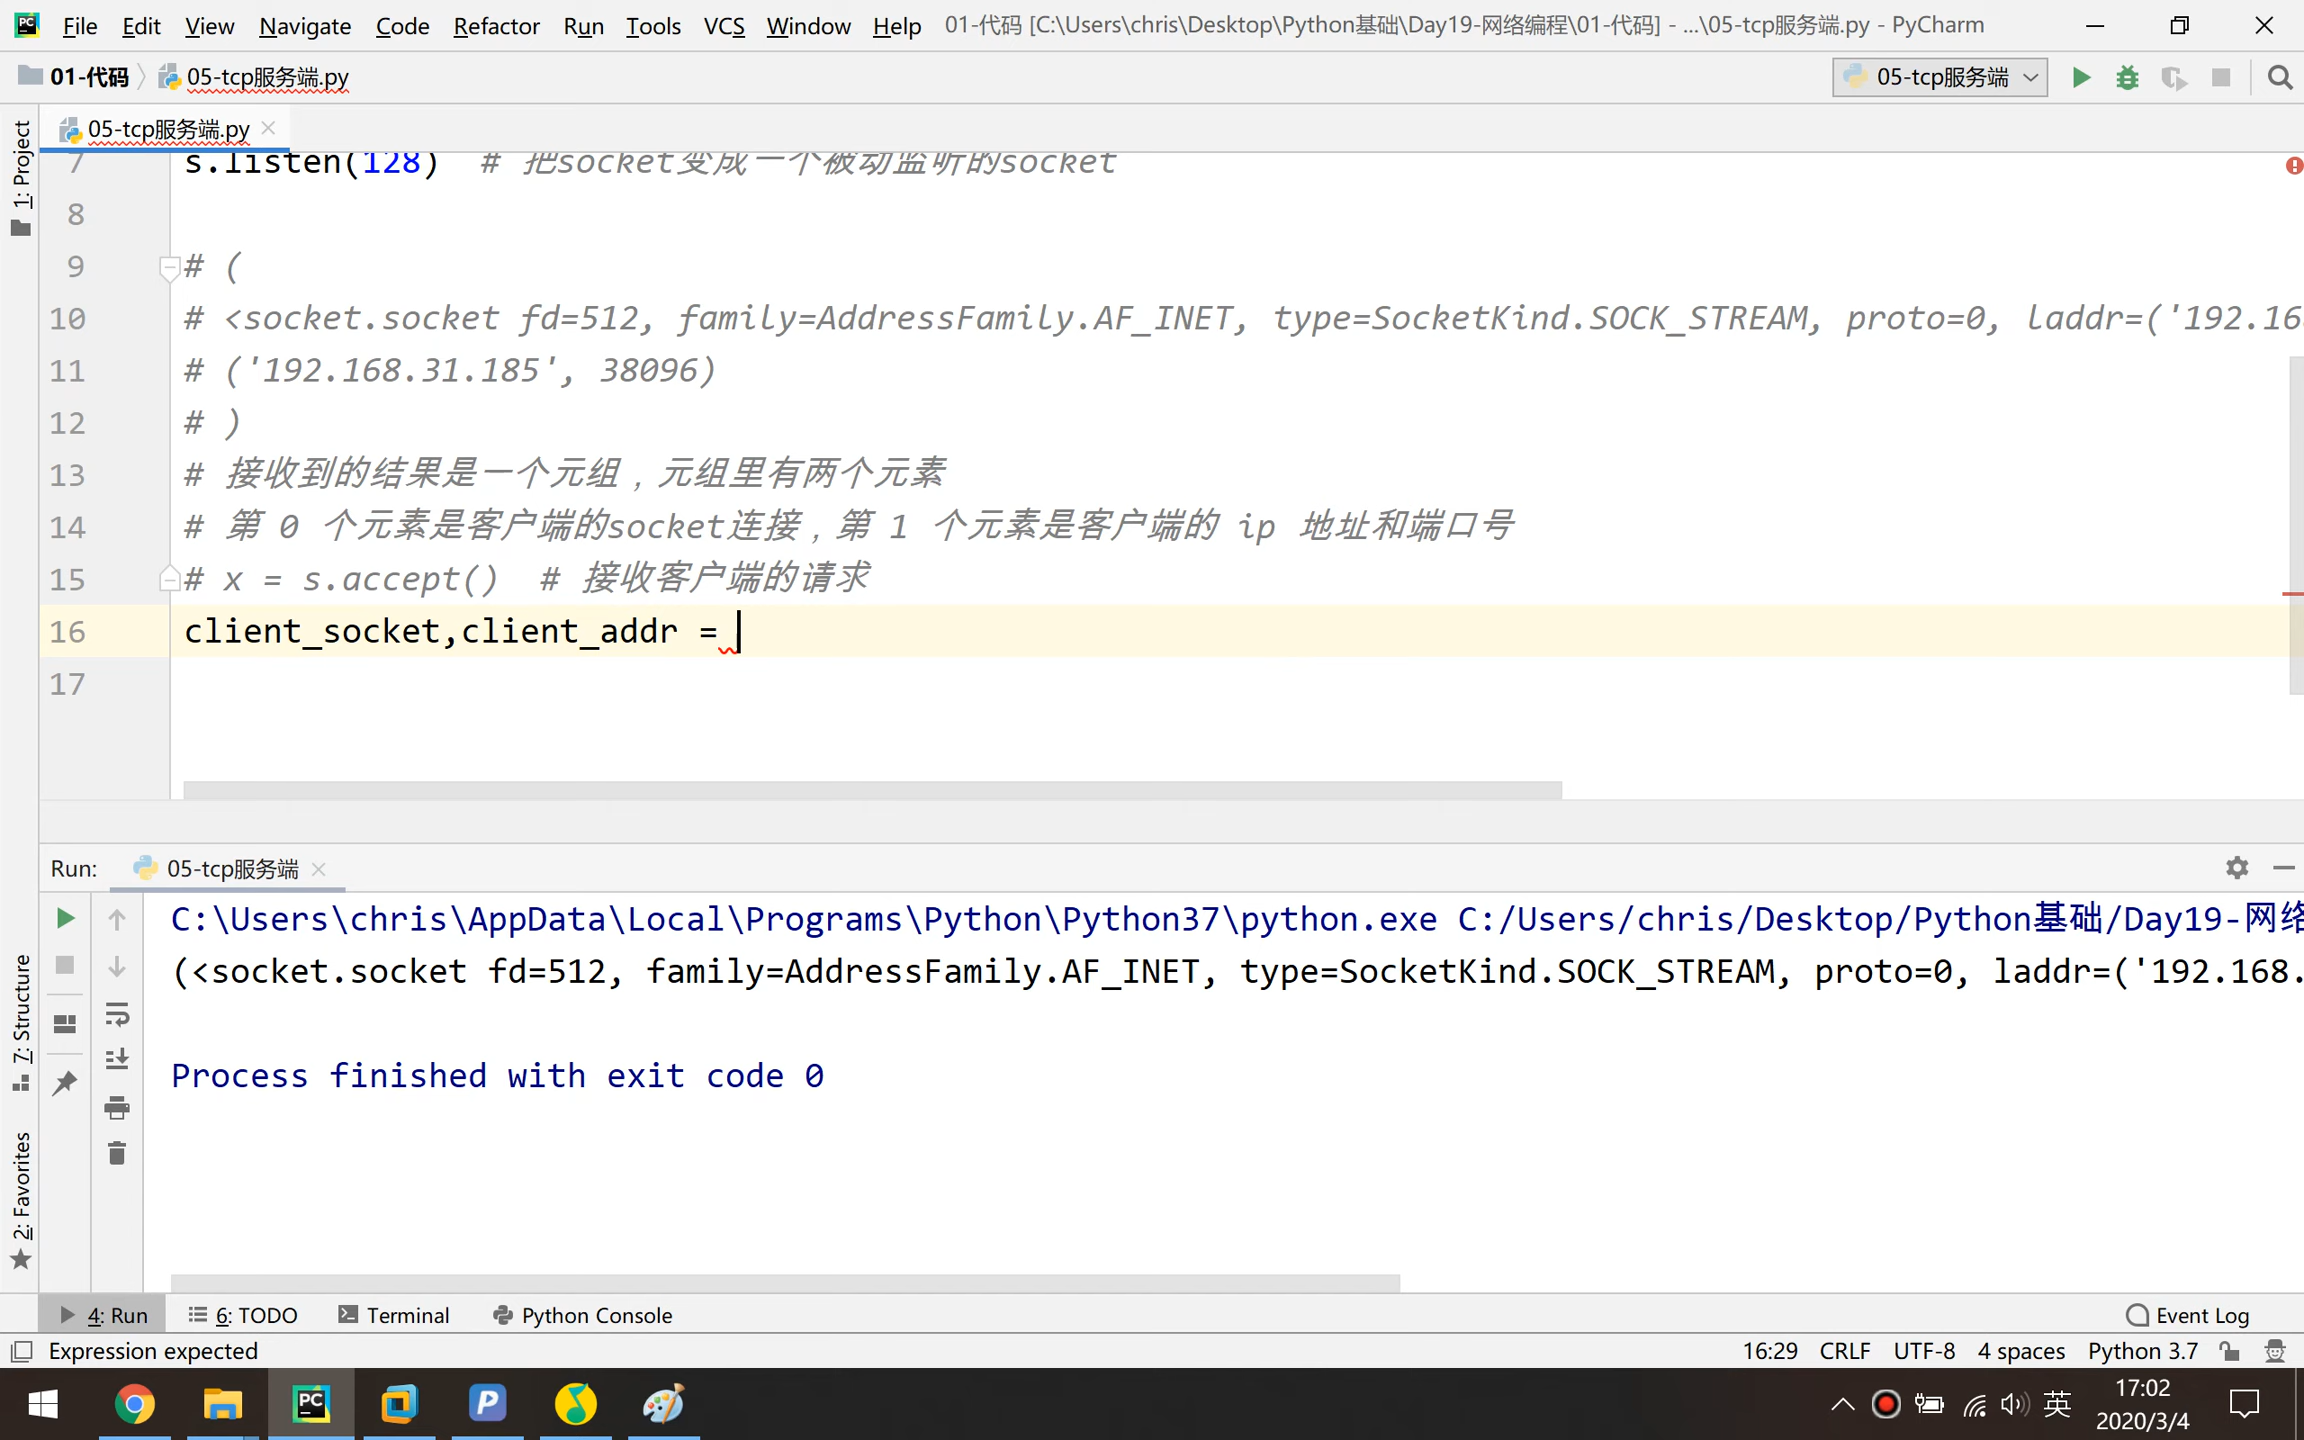 File Edit View Navigate Code Refactor Run Tools VCS Window Help 01-代码 [C:\Users\chris\Desktop\Python基础\Day19-网络编程\01-代码] - ...\05-tcp服务端.py - PyCharm
01-代码 05-tcp服务端.py 05-tcp服务端
1: Project
05-tcp服务端.py
7 s.listen(128) # 把socket变成一个被动监听的socket
8
9 # (
10 # <socket.socket fd=512, family=AddressFamily.AF_INET, type=SocketKind.SOCK_STREAM, proto=0, laddr=('192.16
11 # ('192.168.31.185', 38096)
12 # )
13 # 接收到的结果是一个元组，元组里有两个元素
14 # 第 0 个元素是客户端的socket连接，第 1 个元素是客户端的 ip 地址和端口号
15 # x = s.accept() # 接收客户端的请求
16 client_socket,client_addr =
17
Run: 05-tcp服务端
C:\Users\chris\AppData\Local\Programs\Python\Python37\python.exe C:/Users/chris/Desktop/Python基础/Day19-网络
(<socket.socket fd=512, family=AddressFamily.AF_INET, type=SocketKind.SOCK_STREAM, proto=0, laddr=('192.168.
Process finished with exit code 0
7: Structure
2: Favorites
4: Run 6: TODO Terminal Python Console Event Log
Expression expected 16:29 CRLF UTF-8 4 spaces Python 3.7
英 17:02
2020/3/4